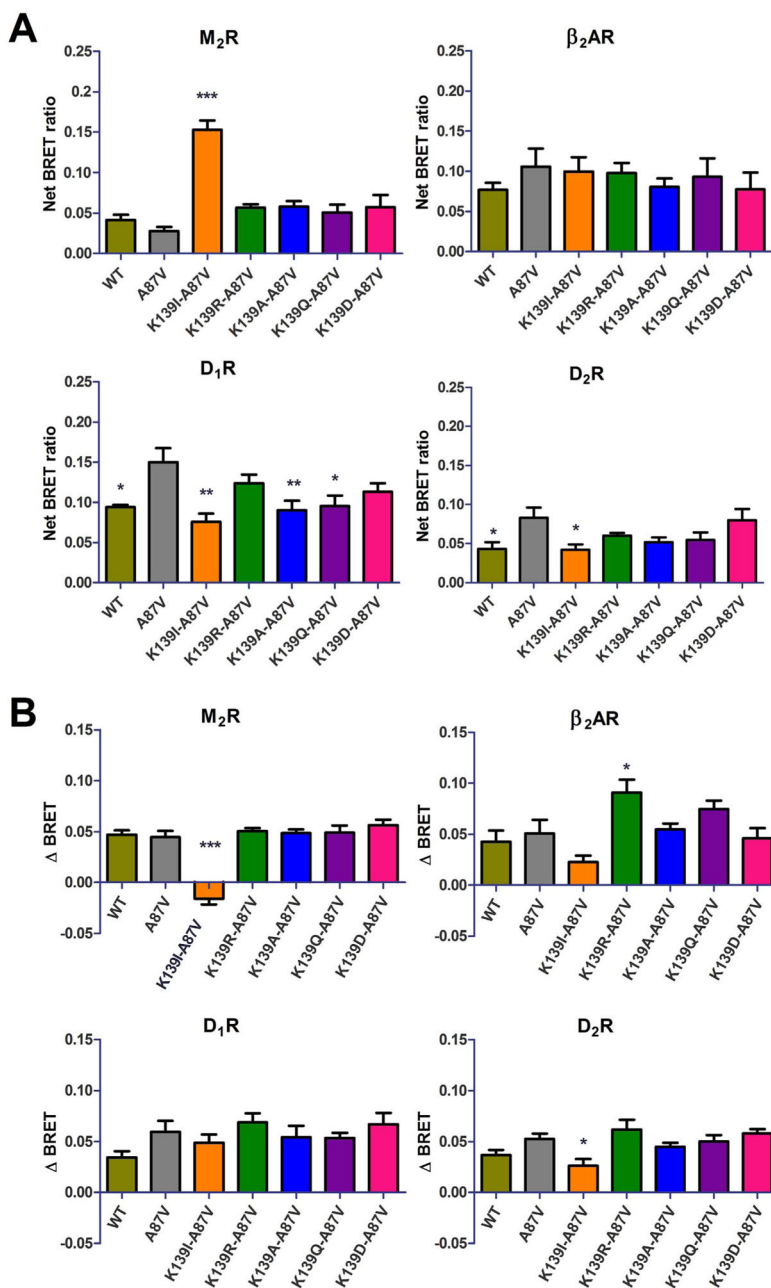 A
M₂R
Net BRET ratio
0.25
0.2
0.15
0.10
0.05
0.00
***
WT
A87V
K139I-A87V
K139R-A87V
K139A-A87V
K139Q-A87V
K139D-A87V
β₂AR
Net BRET ratio
0.25
0.20
0.15
0.10
0.05
0.00
WT
A87V
K139I-A87V
K139R-A87V
K139A-A87V
K139Q-A87V
K139D-A87V
D₁R
Net BRET ratio
0.25
0.20
0.15
0.10
0.05
0.00
*
**
**
*
WT
A87V
K139I-A87V
K139R-A87V
K139A-A87V
K139Q-A87V
K139D-A87V
D₂R
Net BRET ratio
0.25
0.20
0.15
0.10
0.05
0.00
*
*
WT
A87V
K139I-A87V
K139R-A87V
K139A-A87V
K139Q-A87V
K139D-A87V
B
M₂R
Δ BRET
0.15
0.10
0.05
0.00
-0.05
***
WT
A87V
K139I-A87V
K139R-A87V
K139A-A87V
K139Q-A87V
K139D-A87V
β₂AR
Δ BRET
0.15
0.10
0.05
0.00
-0.05
*
WT
A87V
K139I-A87V
K139R-A87V
K139A-A87V
K139Q-A87V
K139D-A87V
D₁R
Δ BRET
0.15
0.10
0.05
0.00
-0.05
WT
A87V
K139I-A87V
K139R-A87V
K139A-A87V
K139Q-A87V
K139D-A87V
D₂R
Δ BRET
0.15
0.10
0.05
0.00
-0.05
*
WT
A87V
K139I-A87V
K139R-A87V
K139A-A87V
K139Q-A87V
K139D-A87V